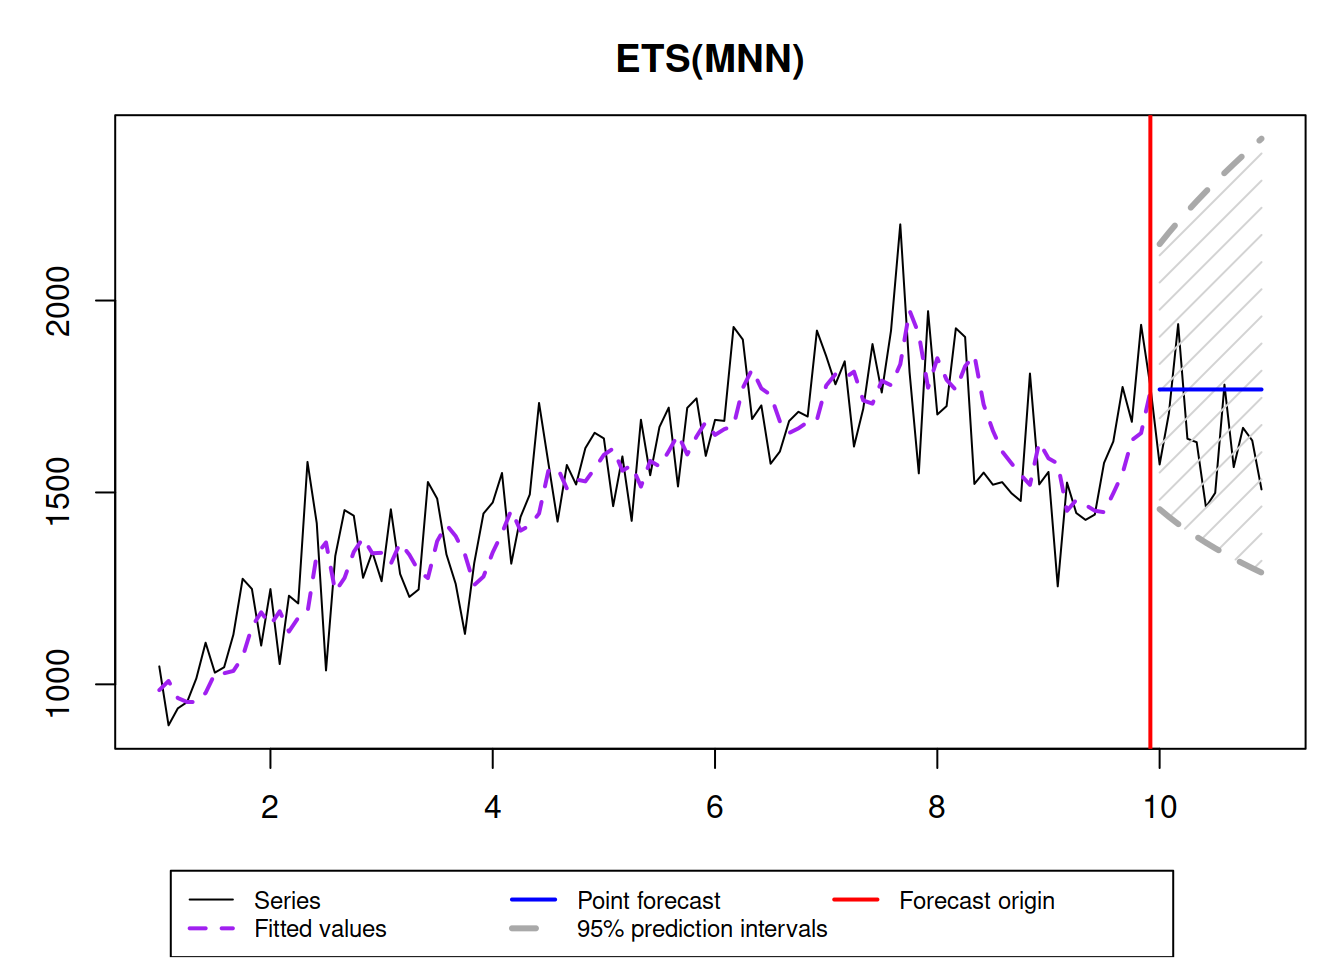 ETS(MNN)
2000
1500
1000
2 4 6 8 10
Series Point forecast Forecast origin
Fitted values 95% prediction intervals